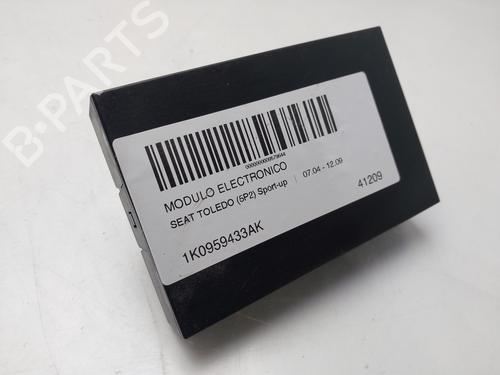 B-PARTS
MODULO ELECTRONICO
SEAT TOLEDO (5P2) Sport-up | 07.04 - 12.09
1K0959433AK
41209